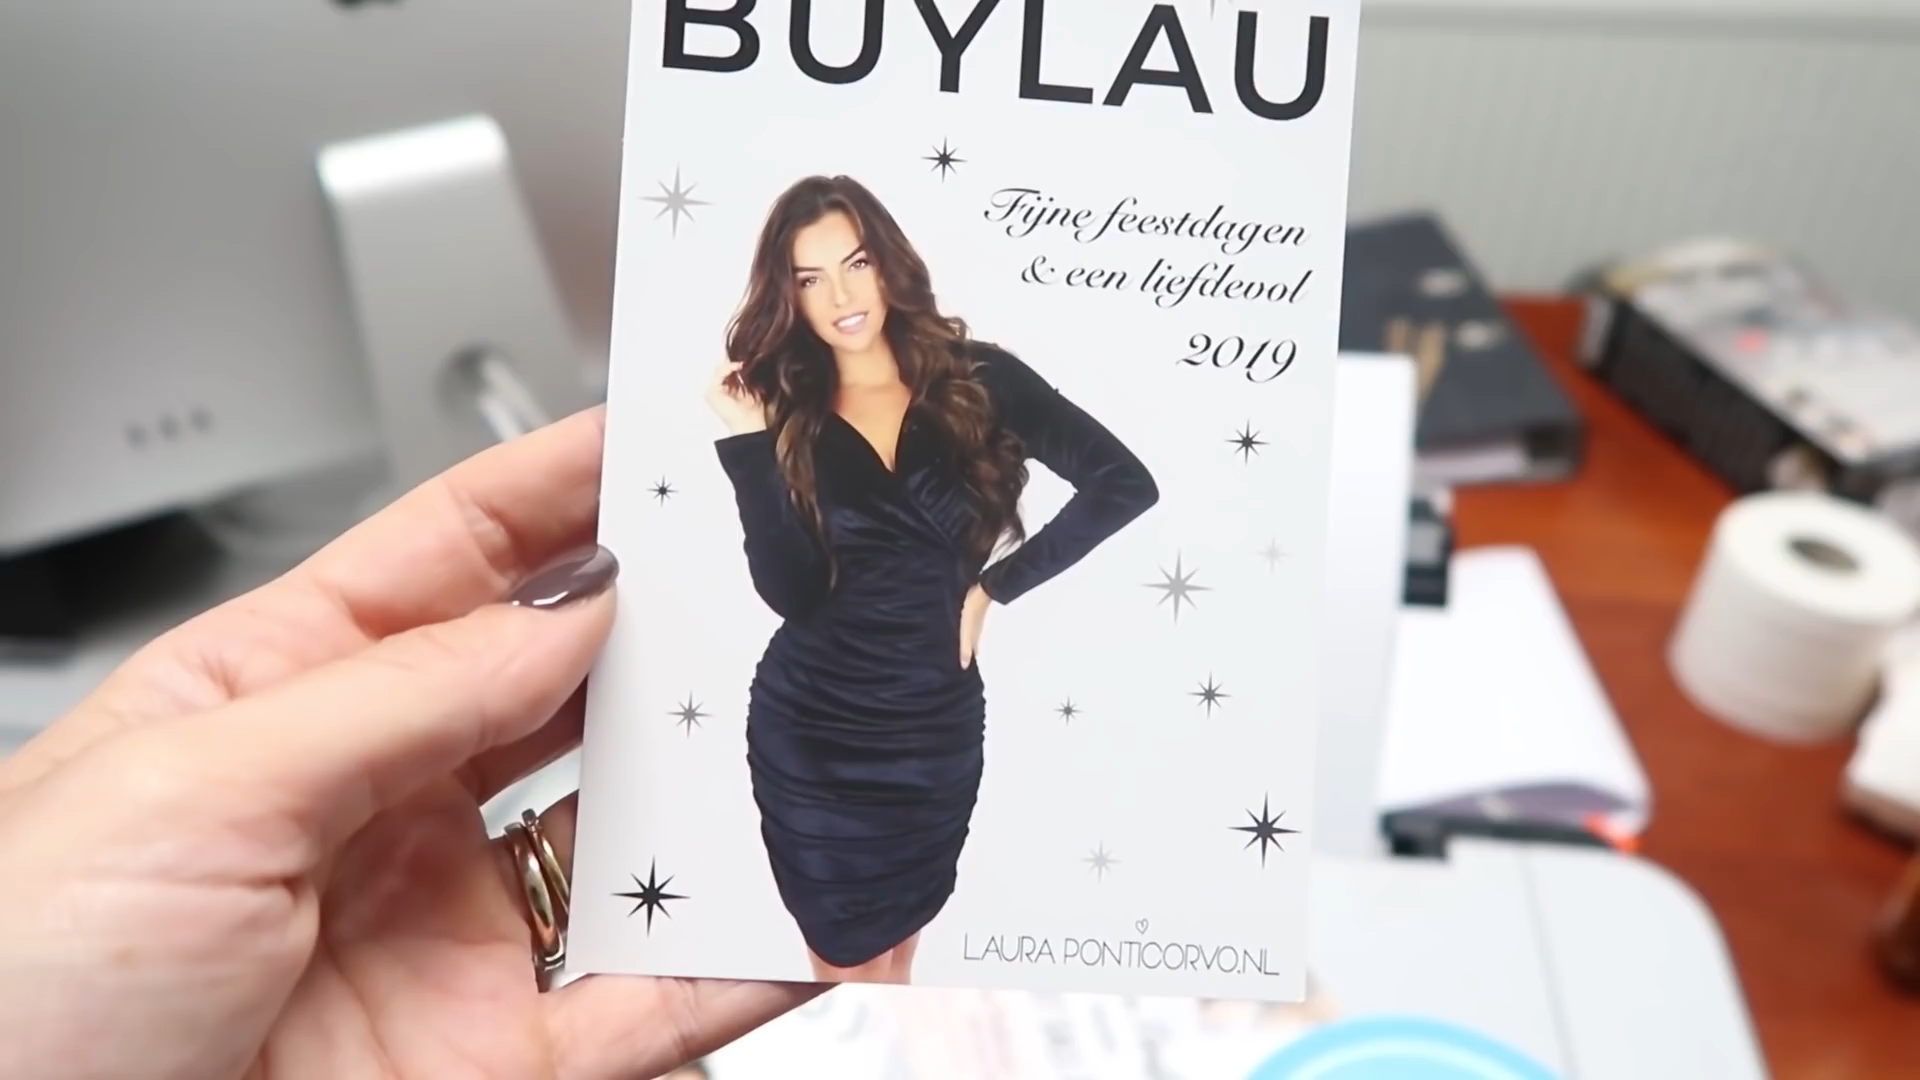 BUYLAU
Fijne feestdagen
& een liefdevol
2019
LAURA PONTICORVO.NL